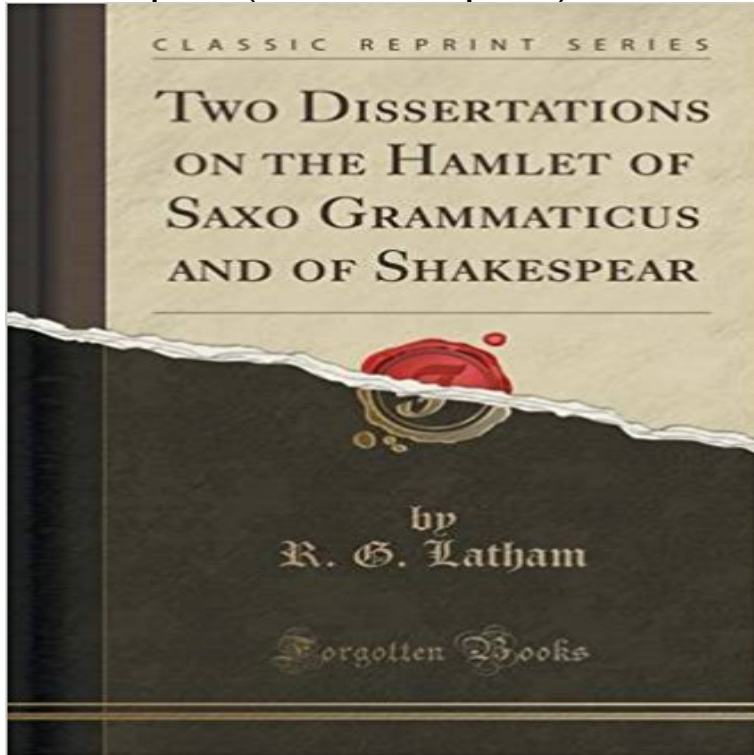 CLASSIC REPRINT SERIES
TWO DISSERTATIONS
ON THE HAMLET OF
SAXO GRAMMATICUS
AND OF SHAKESPEAR
by
R. G. Latham
Forgotten Books